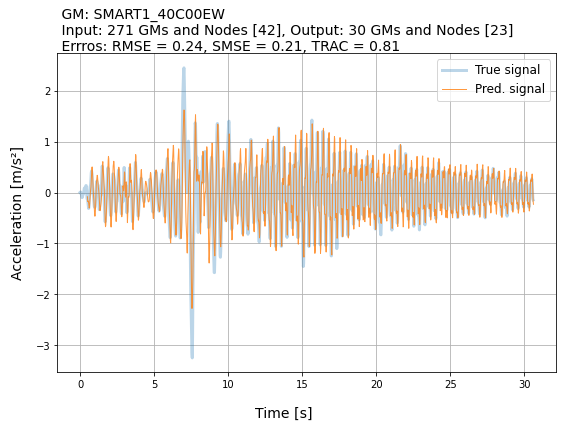 GM: SMART1_40C00EW
Input: 271 GMs and Nodes [42], Output: 30 GMs and Nodes [23]
Errros: RMSE = 0.24, SMSE = 0.21, TRAC = 0.81
True signal
Pred. signal
2
1
0
−1
−2
−3
Acceleration [m/s²]
0 5 10 15 20 25 30
Time [s]